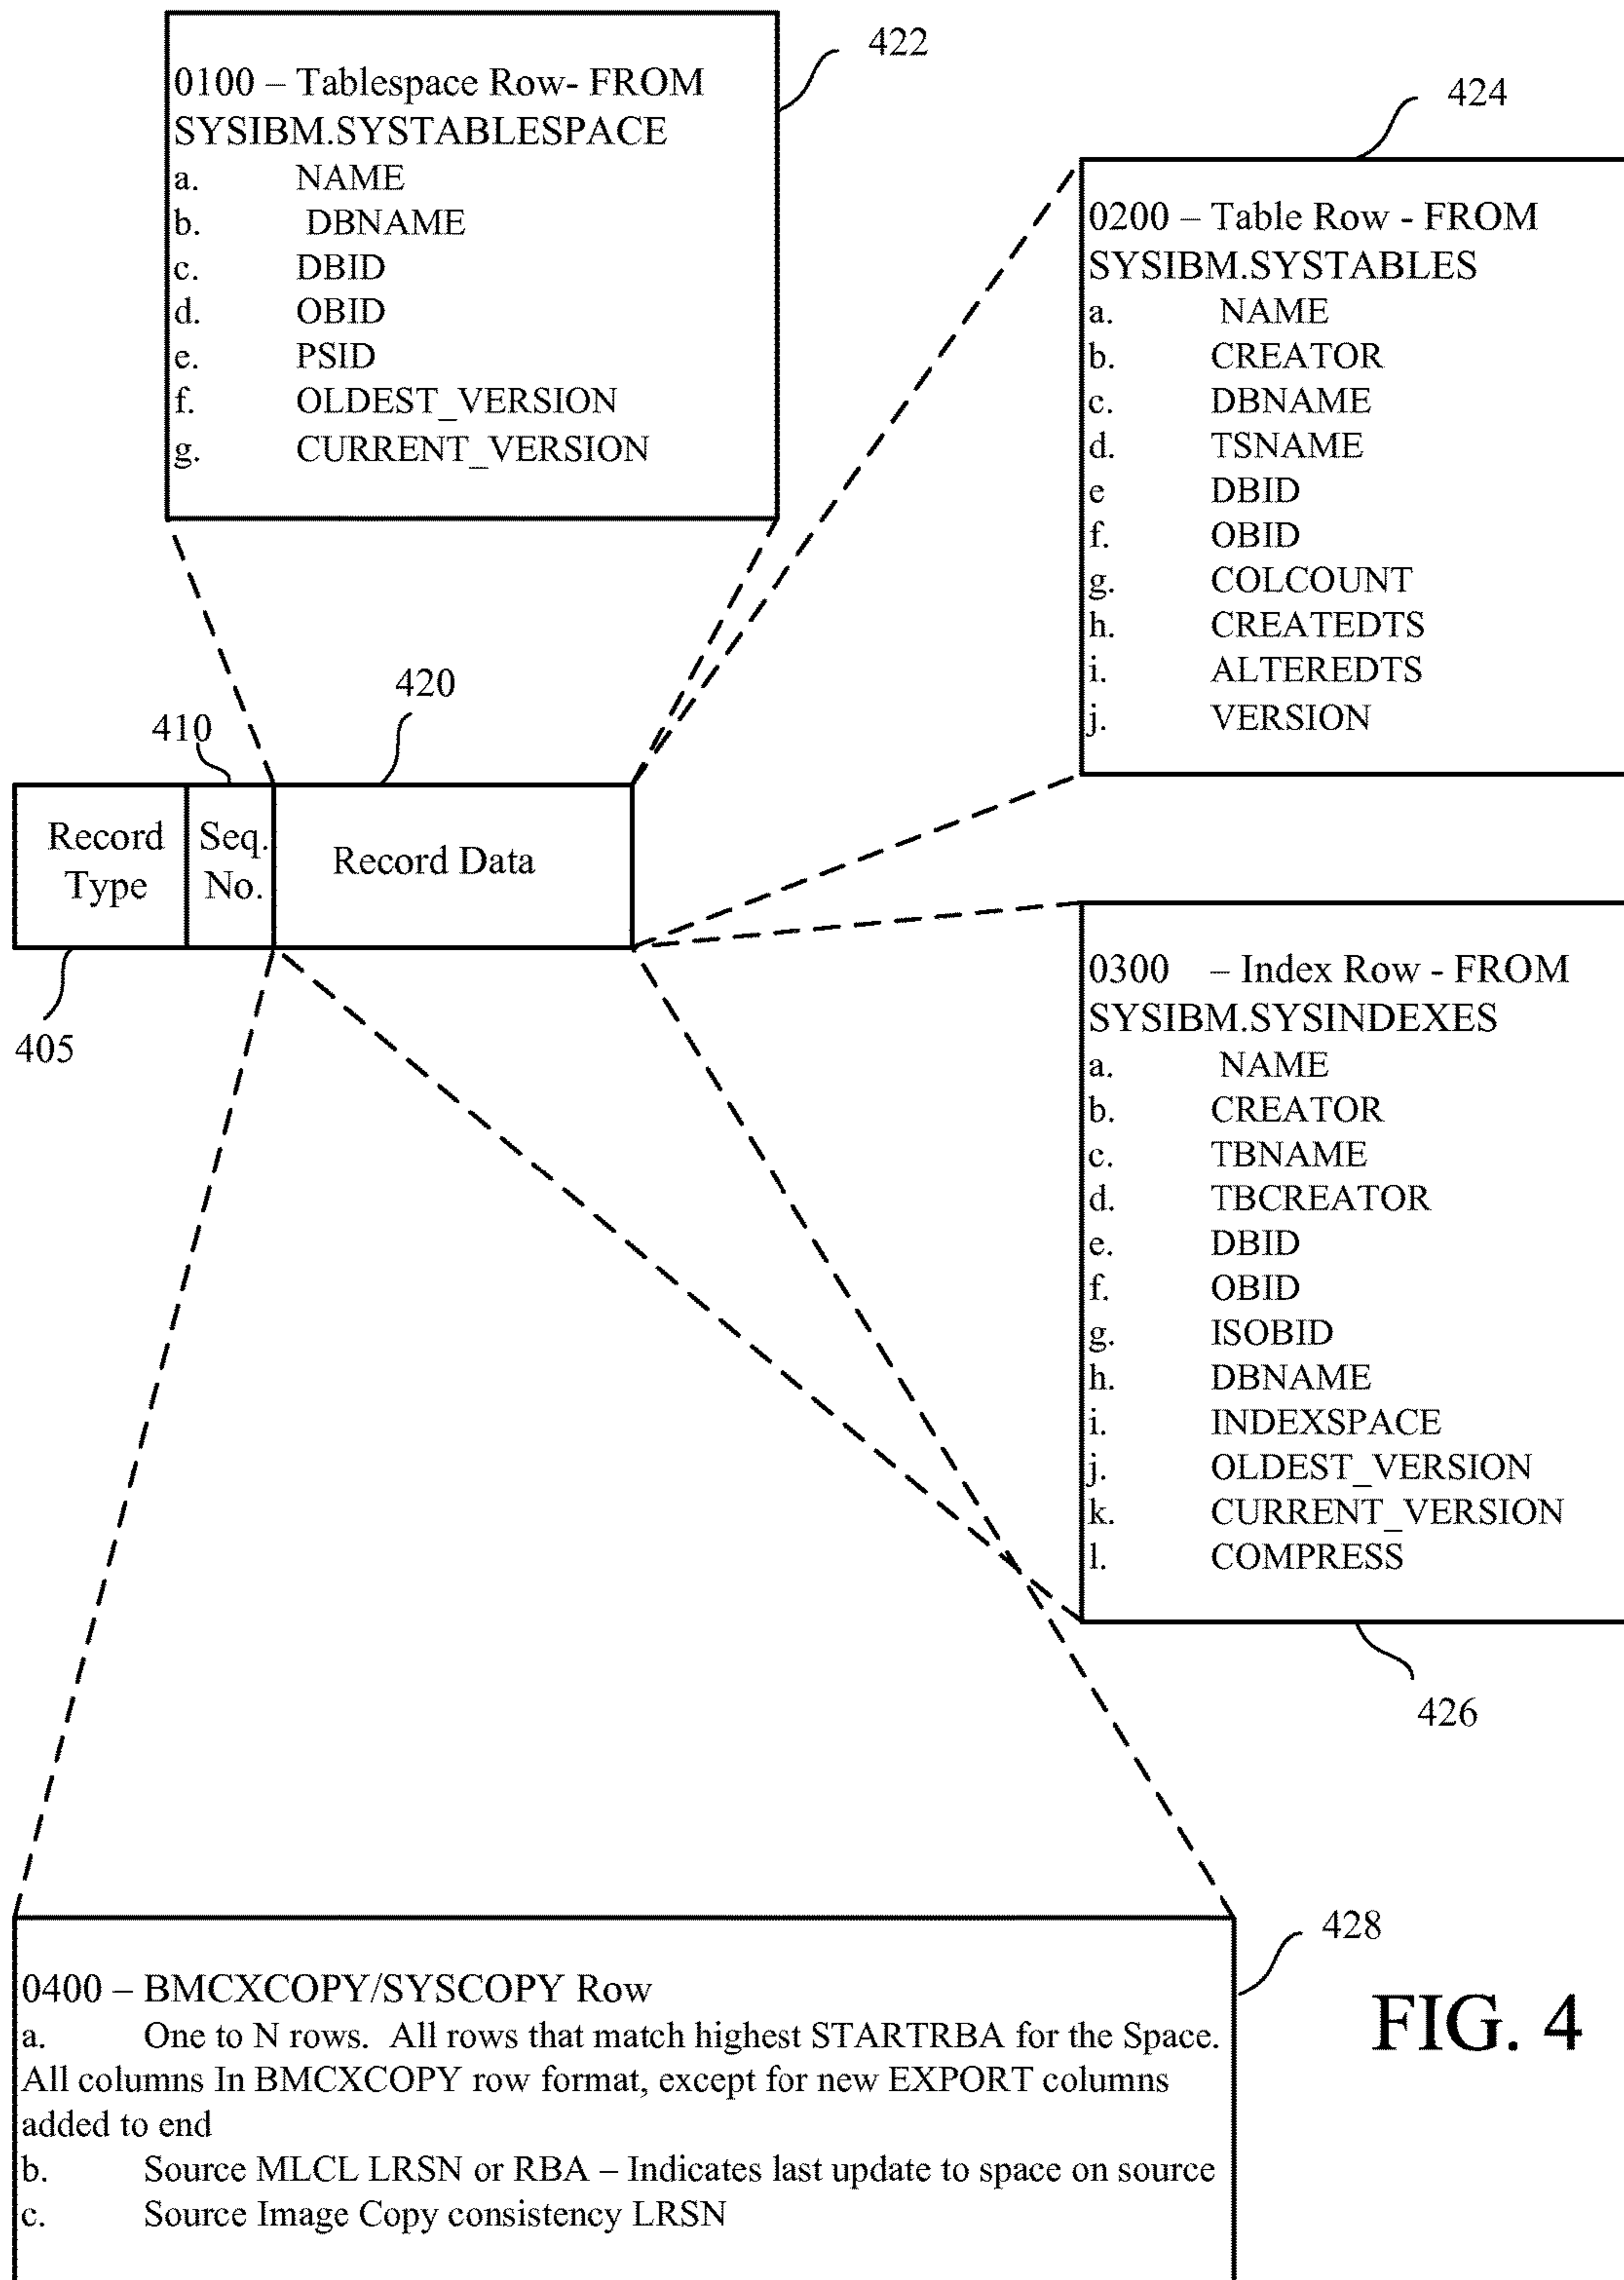 422
0100 – Tablespace Row- FROM
SYSIBM.SYSTABLESPACE
a. NAME
b. DBNAME
c. DBID
d. OBID
e. PSID
f. OLDEST_VERSION
g. CURRENT_VERSION
424
0200 – Table Row - FROM
SYSIBM.SYSTABLES
a. NAME
b. CREATOR
c. DBNAME
d. TSNAME
e DBID
f. OBID
g. COLCOUNT
h. CREATEDTS
i. ALTEREDTS
j. VERSION
420
410
Record
Type
Seq.
No.
Record Data
405
0300 – Index Row - FROM
SYSIBM.SYSINDEXES
a. NAME
b. CREATOR
c. TBNAME
d. TBCREATOR
e. DBID
f. OBID
g. ISOBID
h. DBNAME
i. INDEXSPACE
j. OLDEST_VERSION
k. CURRENT_VERSION
l. COMPRESS
426
428
0400 – BMCXCOPY/SYSCOPY Row
a. One to N rows. All rows that match highest STARTRBA for the Space.
All columns In BMCXCOPY row format, except for new EXPORT columns
added to end
b. Source MLCL LRSN or RBA – Indicates last update to space on source
c. Source Image Copy consistency LRSN
FIG. 4